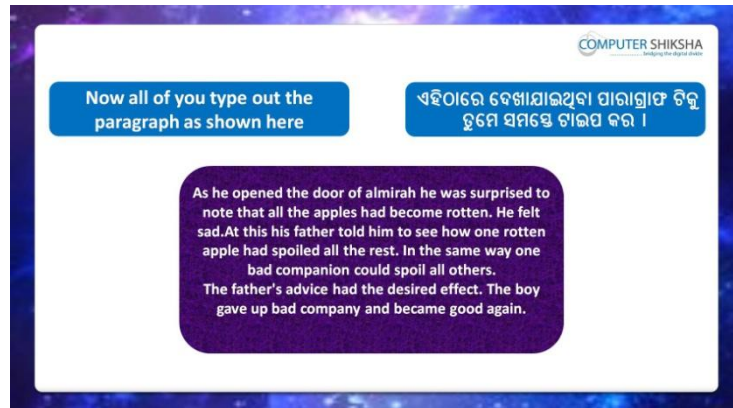 COMPUTER SHIKSHA
bridging the digital divide
Now all of you type out the
paragraph as shown here
ଏହିଠାରେ ଦେଖାଯାଇଥିବା ପାରାଗ୍ରାଫ ଟିକୁ
ତୁମେ ସମସ୍ତେ ଟାଇପ କର ।
As he opened the door of almirah he was surprised to
note that all the apples had become rotten. He felt
sad.At this his father told him to see how one rotten
apple had spoiled all the rest. In the same way one
bad companion could spoil all others.
The father's advice had the desired effect. The boy
gave up bad company and became good again.